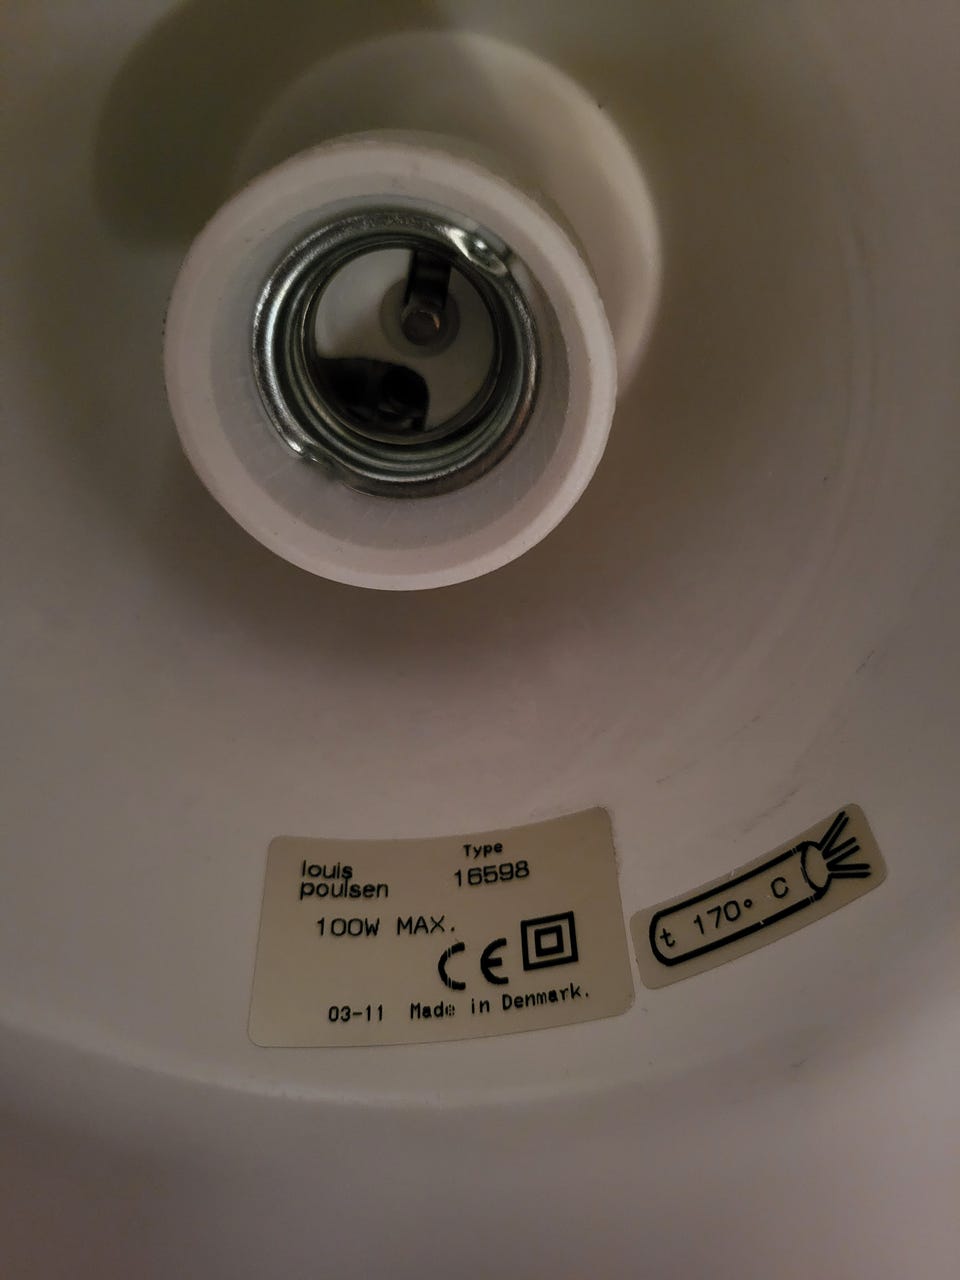 louis
poulsen
Type
16598
100W MAX.
CE
03-11 Made in Denmark.
t 170° C